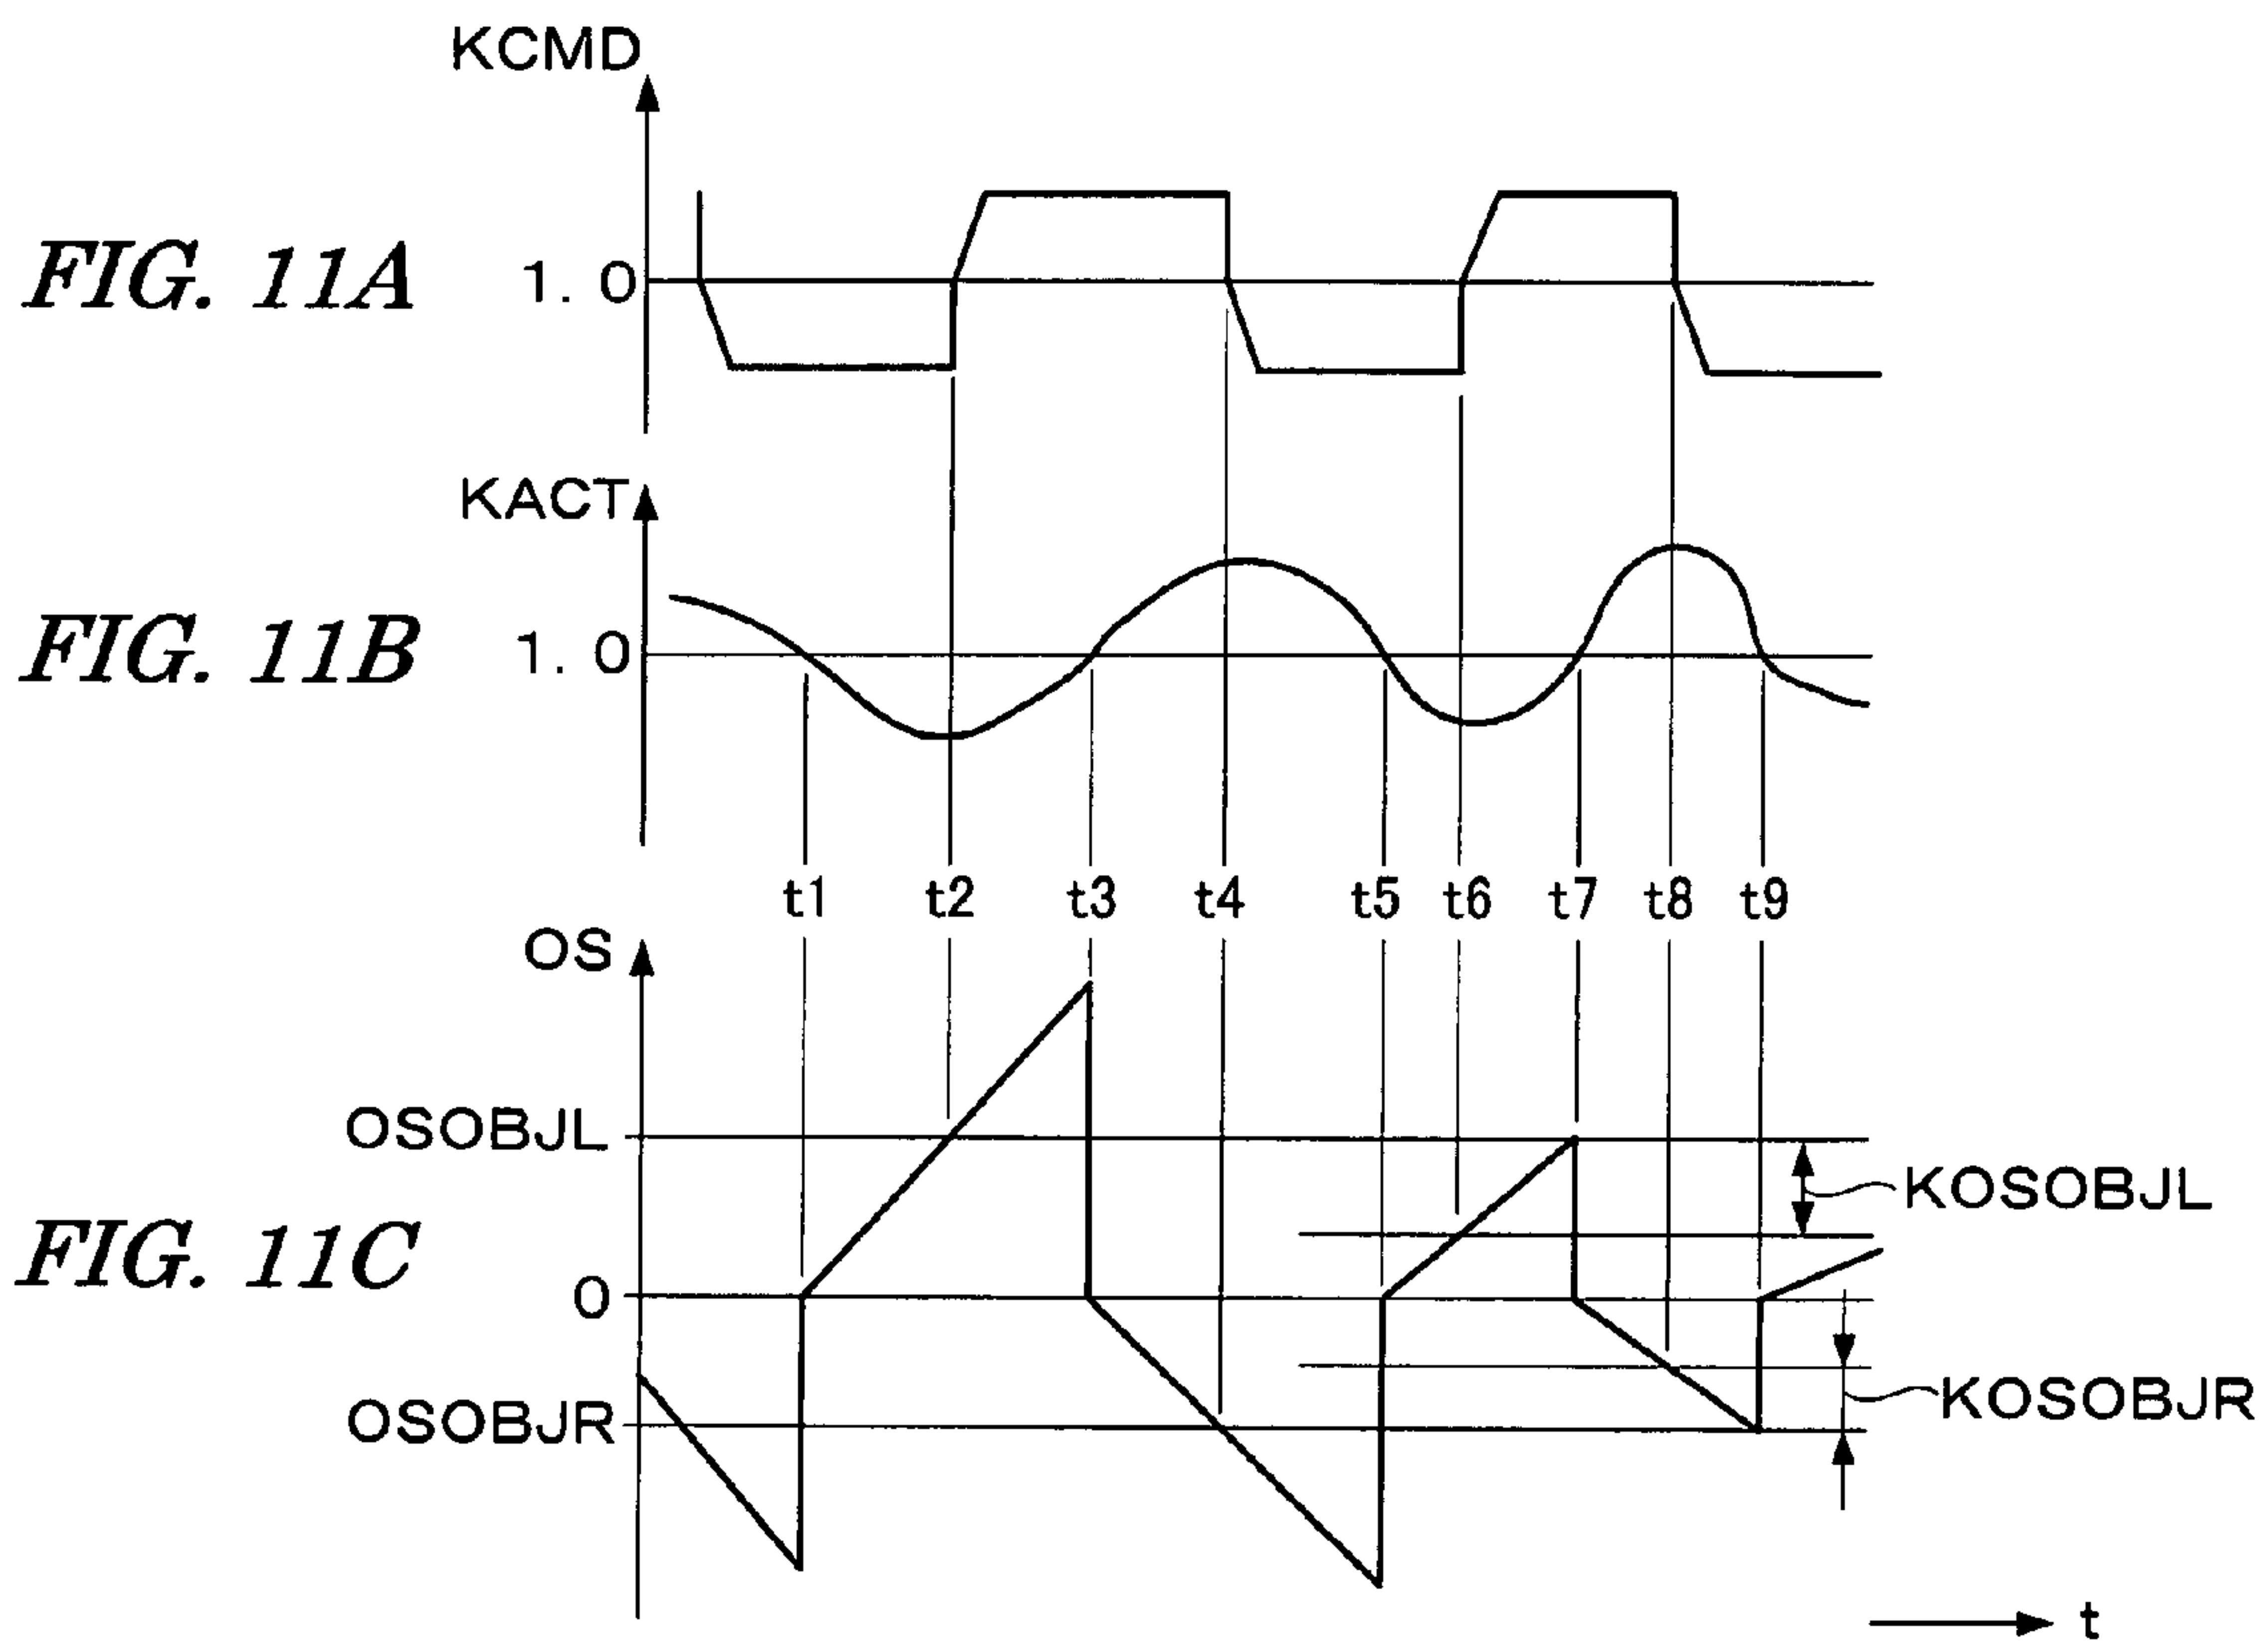 KCMD
FIG. 11A
1.0
KACT
FIG. 11B
1.0
t1 t2 t3 t4 t5 t6 t7 t8 t9
OS
OSOBJL
KOSOBJL
FIG. 11C
0
OSOBJR
KOSOBJR
t